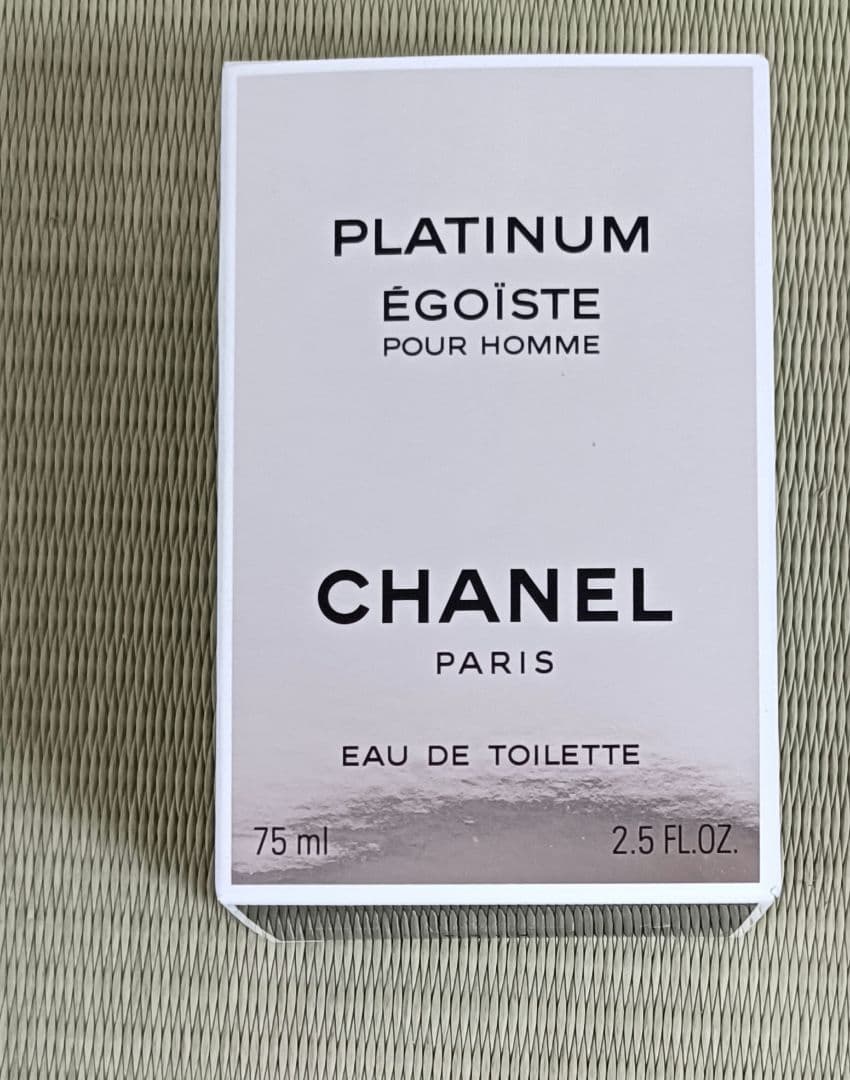 PLATINUM
ÉGOÏSTE
POUR HOMME
CHANEL
PARIS
EAU DE TOILETTE
75 ml 2.5 FL.OZ.